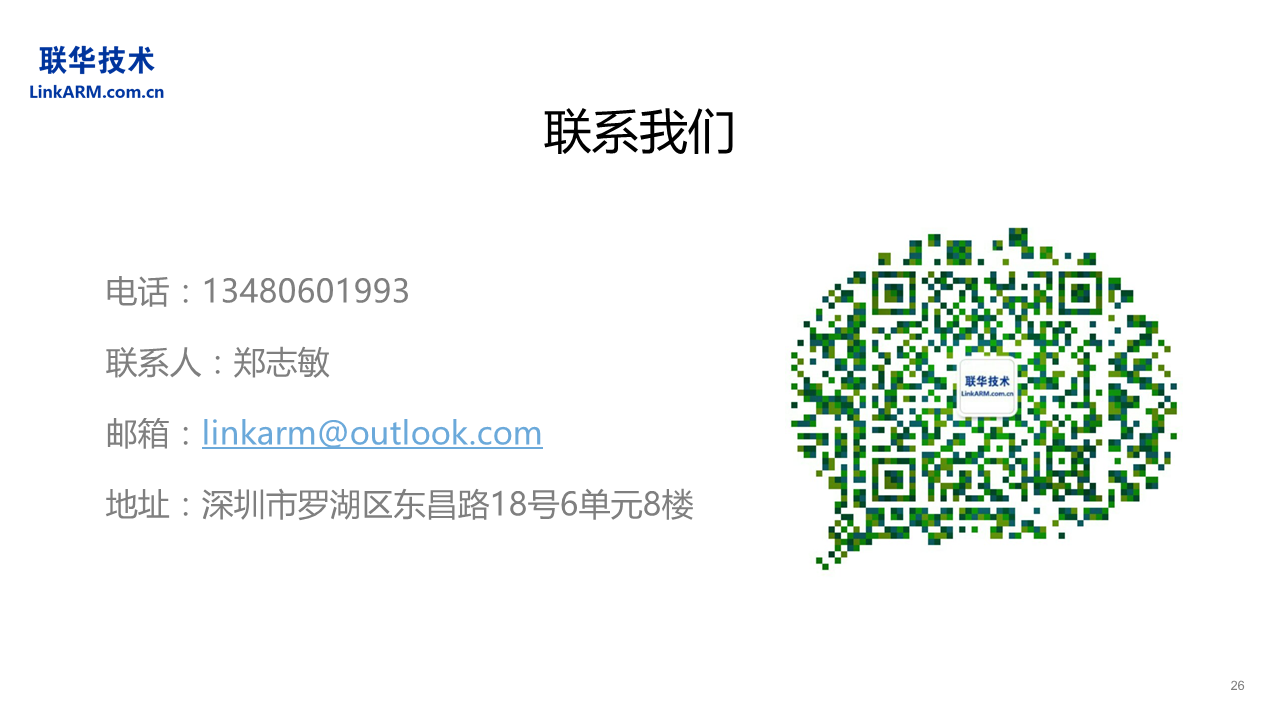 联华技术
LinkARM.com.cn
联系我们
电话：13480601993
联系人：郑志敏
邮箱：linkarm@outlook.com
地址：深圳市罗湖区东昌路18号6单元8楼
联华技术
LinkARM.com.cn
26